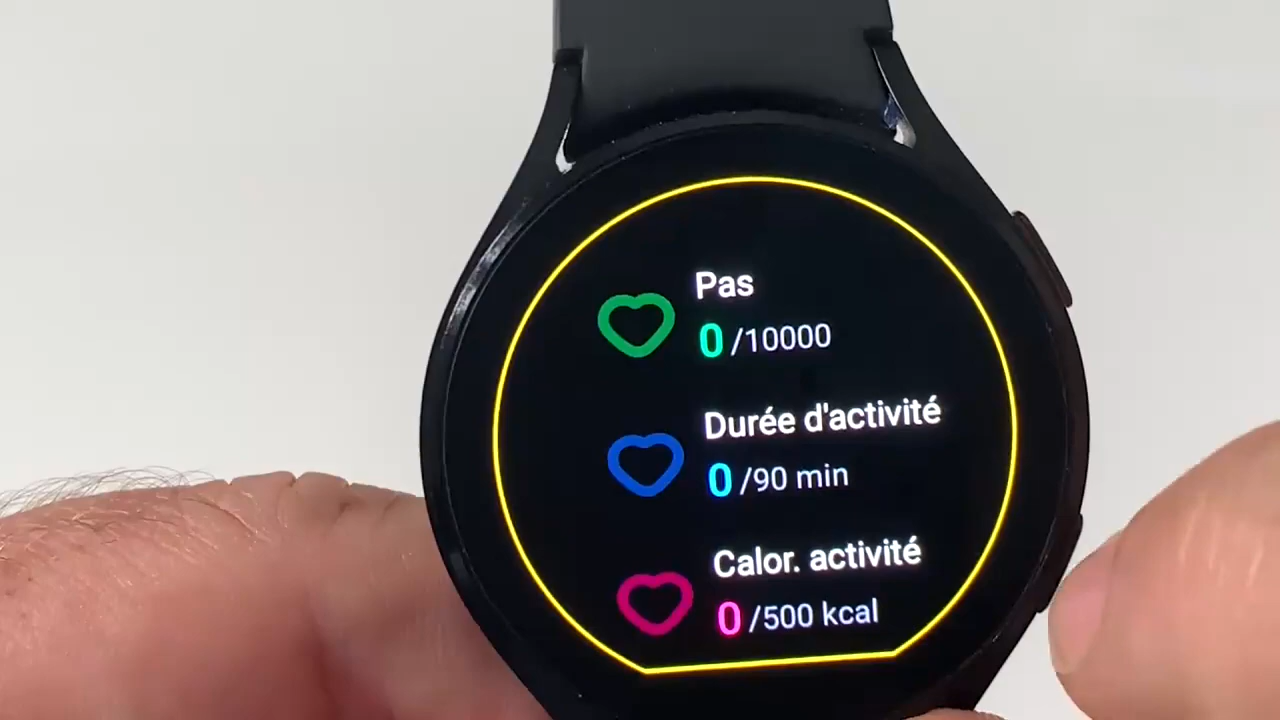 Pas
0/10000
Durée d'activité
0/90 min
Calor. activité
0/500 kcal